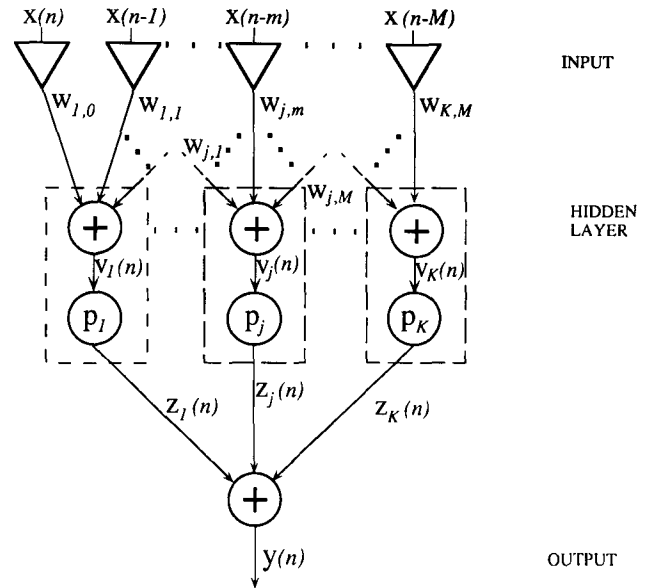 x(n) x(n-1) x(n-m) x(n-M)
INPUT
w1,0 w1,1 wj,m wK,M
wj,1
wj,M
HIDDEN
LAYER
+ + +
v1(n) vj(n) vK(n)
p1 pj pK
z1(n) zj(n) zK(n)
+
y(n)
OUTPUT